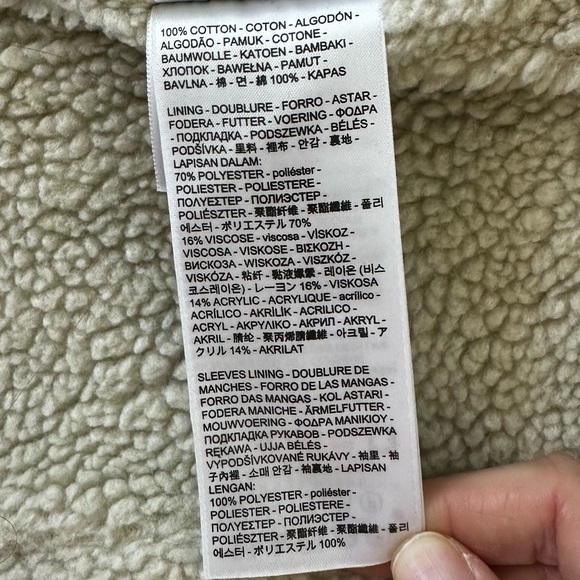 100% COTTON - COTON - ALGODÓN -
ALGODÃO - PAMUK - COTONE -
BAUMWOLLE - KATOEN - BAMBAKI -
ХЛОПОК - BAWEŁNA - PAMUT -
BAVLNA - 棉 - 면 - 綿 100% - KAPAS
LINING - DOUBLURE - FORRO - ASTAR -
FODERA - FUTTER - VOERING - ΦΟΔΡΑ
- ПОДКЛАДКА - PODSZEWKA - BÉLÉS -
PODŠÍVKA - 里料 - 裡布 - 안감 - 裏地 -
LAPISAN DALAM:
70% POLYESTER - poliéster -
POLIESTER - POLIESTERE -
ΠΟΛΥΕΣΤΕΡ - ПОЛИЭСТЕР -
POLIÉSZTER - 聚酯纤维 - 聚酯纖維 - 폴리
에스터 - ポリエステル 70%
16% VISCOSE - viscosa - VİSKOZ -
VISCOSA - VISKOSE - ΒΙΣΚΟΖΗ -
ВИСКОЗА - WISKOZA - VISZKÓZ -
VISKÓZA - 粘纤 - 黏液纖維 - 레이온 (비스
코스레이온) - レーヨン 16% - VISKOSA
14% ACRYLIC - ACRYLIQUE - acrílico -
ACRÍLICO - AKRİLİK - ACRILICO -
ACRYL - ΑΚΡΥΛΙΚΟ - АКРИЛ - AKRYL -
AKRIL - 腈纶 - 聚丙烯腈纖維 - 아크릴 - ア
クリル 14% - AKRILAT
SLEEVES LINING - DOUBLURE DE
MANCHES - FORRO DE LAS MANGAS -
FORRO DAS MANGAS - KOL ASTARI -
FODERA MANICHE - ÄRMELFUTTER -
MOUWVOERING - ΦΟΔΡΑ ΜΑΝΙΚΙΟΥ -
ПОДКЛАДКА РУКАВОВ - PODSZEWKA
RĘKAWA - UJJA BÉLÉS -
VYPODŠÍVKOVANÉ RUKÁVY - 袖里 - 袖
子內裡 - 소매 안감 - 袖裏地 - LAPISAN
LENGAN:
100% POLYESTER - poliéster -
POLIESTER - POLIESTERE -
ΠΟΛΥΕΣΤΕΡ - ПОЛИЭСТЕР -
POLIÉSZTER - 聚酯纤维 - 聚酯纖維 - 폴리
에스터 - ポリエステル 100%